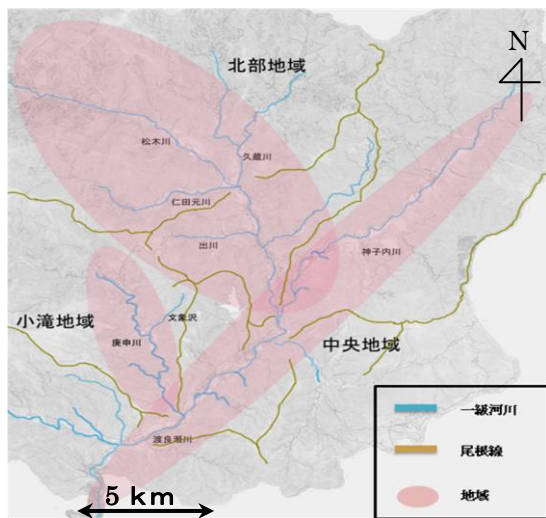 N
北部地域
松木川
久蔵川
仁田元川
出川
神子内川
小滝地域
文象沢
庚申川
中央地域
渡良瀬川
一級河川
尾根線
地域
5 km